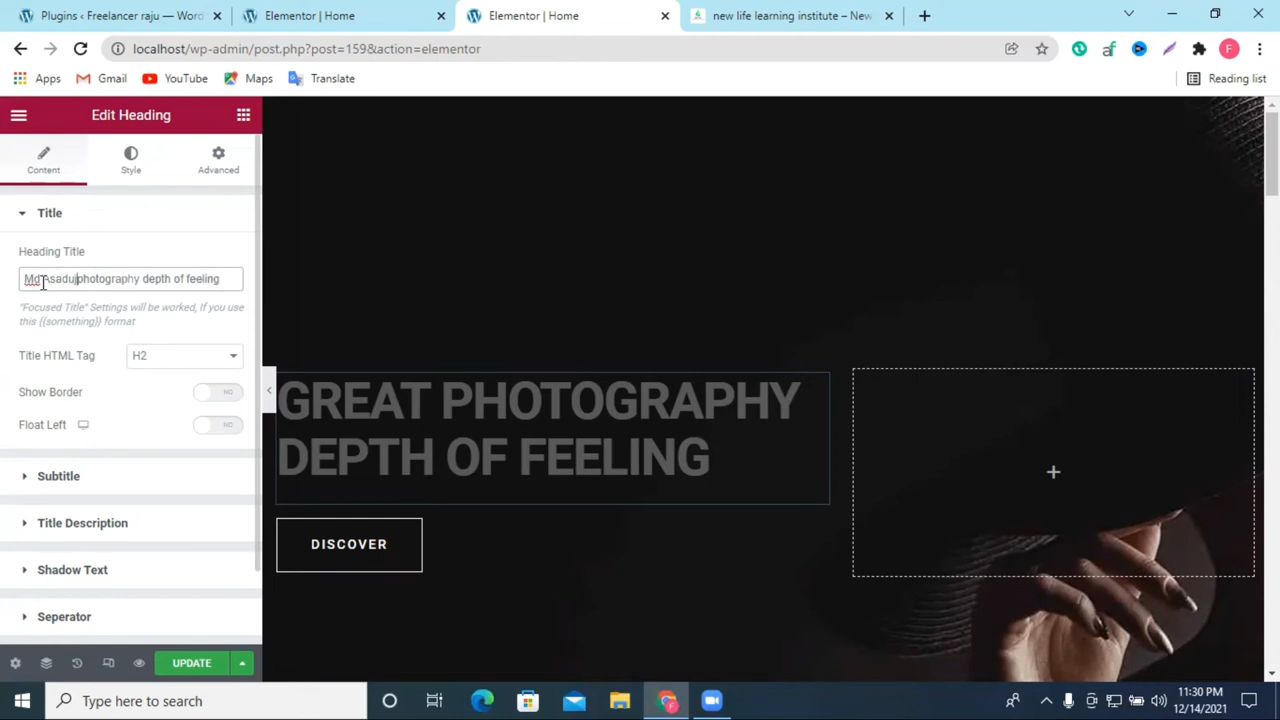 Plugins ‹ Freelancer raju — Word
Elementor | Home
Elementor | Home
new life learning institute – New
localhost/wp-admin/post.php?post=159&action=elementor
F
Apps
Gmail
YouTube
Maps
Translate
Reading list
Edit Heading
Content
Style
Advanced
Title
Heading Title
Md Asadujphotography depth of feeling
"Focused Title" Settings will be worked, If you use
this {{something}} format
Title HTML Tag
H2
Show Border
NO
Float Left
NO
Subtitle
Title Description
Shadow Text
Seperator
UPDATE
GREAT PHOTOGRAPHY
DEPTH OF FEELING
DISCOVER
Type here to search
11:30 PM
12/14/2021